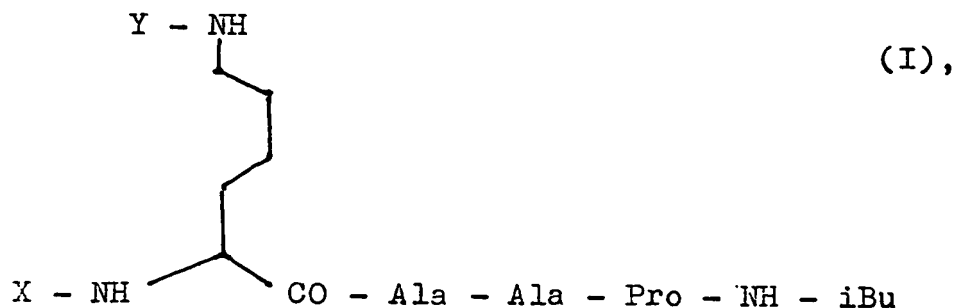 Y - NH
(I),
X - NH CO - Ala - Ala - Pro - NH - iBu